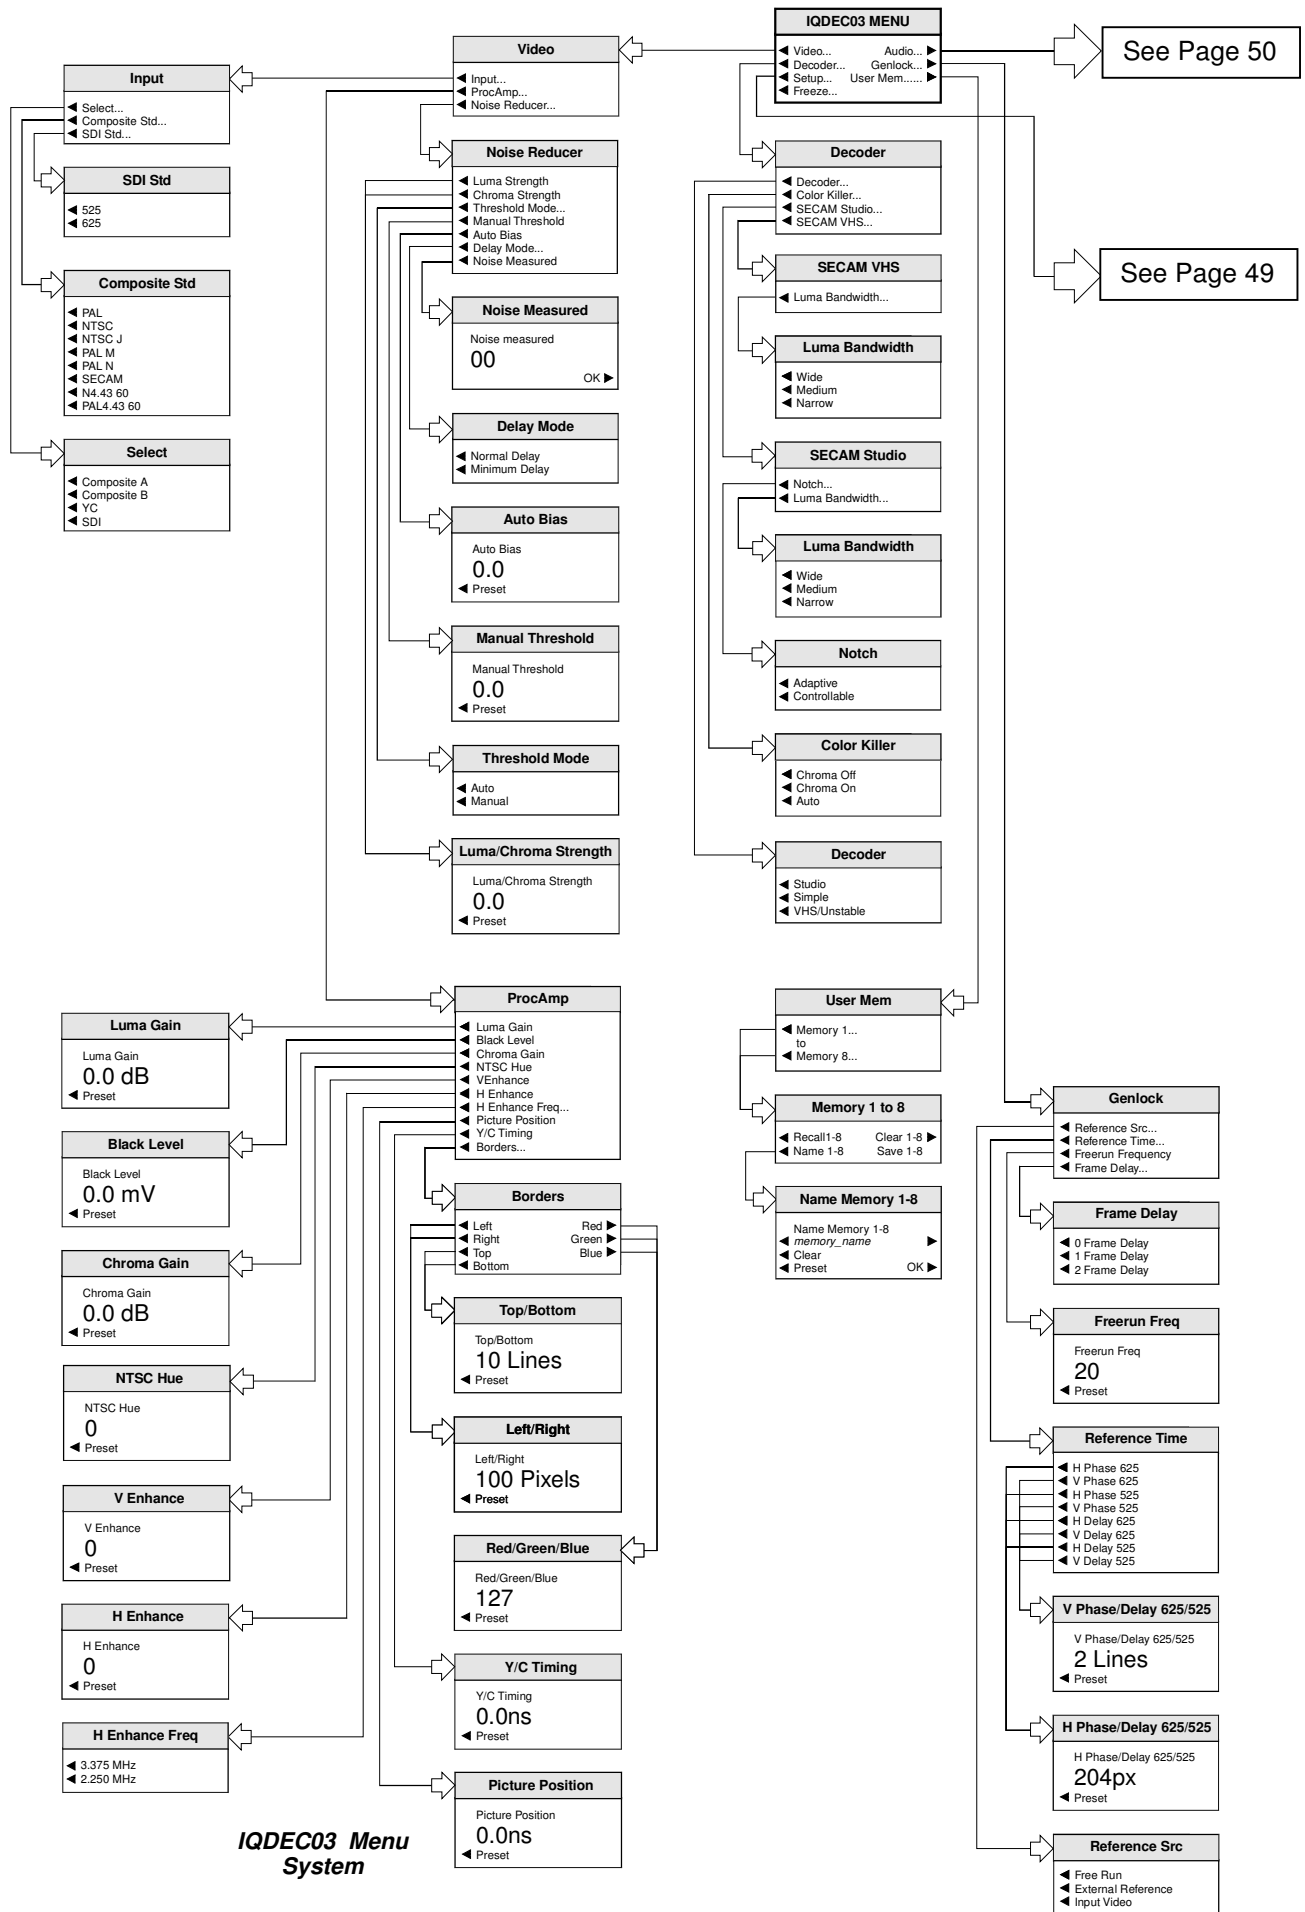 IQDEC03 MENU
◀ Video... Audio... ▶
◀ Decoder... Genlock... ▶
◀ Setup... User Mem...... ▶
◀ Freeze...
See Page 50
See Page 49
Video
◀ Input...
◀ ProcAmp...
◀ Noise Reducer...
Input
◀ Select...
◀ Composite Std...
◀ SDI Std...
SDI Std
◀ 525
◀ 625
Composite Std
◀ PAL
◀ NTSC
◀ NTSC J
◀ PAL M
◀ PAL N
◀ SECAM
◀ N4.43 60
◀ PAL4.43 60
Select
◀ Composite A
◀ Composite B
◀ YC
◀ SDI
Noise Reducer
◀ Luma Strength
◀ Chroma Strength
◀ Threshold Mode...
◀ Manual Threshold
◀ Auto Bias
◀ Delay Mode...
◀ Noise Measured
Noise Measured
Noise measured
00
OK ▶
Delay Mode
◀ Normal Delay
◀ Minimum Delay
Auto Bias
Auto Bias
0.0
◀ Preset
Manual Threshold
Manual Threshold
0.0
◀ Preset
Threshold Mode
◀ Auto
◀ Manual
Luma/Chroma Strength
Luma/Chroma Strength
0.0
◀ Preset
Decoder
◀ Decoder...
◀ Color Killer...
◀ SECAM Studio...
◀ SECAM VHS...
SECAM VHS
◀ Luma Bandwidth...
Luma Bandwidth
◀ Wide
◀ Medium
◀ Narrow
SECAM Studio
◀ Notch...
◀ Luma Bandwidth...
Luma Bandwidth
◀ Wide
◀ Medium
◀ Narrow
Notch
◀ Adaptive
◀ Controllable
Color Killer
◀ Chroma Off
◀ Chroma On
◀ Auto
Decoder
◀ Studio
◀ Simple
◀ VHS/Unstable
ProcAmp
◀ Luma Gain
◀ Black Level
◀ Chroma Gain
◀ NTSC Hue
◀ VEnhance
◀ H Enhance
◀ H Enhance Freq...
◀ Picture Position
◀ Y/C Timing
◀ Borders...
Luma Gain
Luma Gain
0.0 dB
◀ Preset
Black Level
Black Level
0.0 mV
◀ Preset
Chroma Gain
Chroma Gain
0.0 dB
◀ Preset
NTSC Hue
NTSC Hue
0
◀ Preset
V Enhance
V Enhance
0
◀ Preset
H Enhance
H Enhance
0
◀ Preset
H Enhance Freq
◀ 3.375 MHz
◀ 2.250 MHz
Borders
◀ Left Red ▶
◀ Right Green ▶
◀ Top Blue ▶
◀ Bottom
Top/Bottom
Top/Bottom
10 Lines
◀ Preset
Left/Right
Left/Right
100 Pixels
◀ Preset
Red/Green/Blue
Red/Green/Blue
127
◀ Preset
Y/C Timing
Y/C Timing
0.0ns
◀ Preset
Picture Position
Picture Position
0.0ns
◀ Preset
User Mem
◀ Memory 1...
to
◀ Memory 8...
Memory 1 to 8
◀ Recall1-8 Clear 1-8 ▶
◀ Name 1-8 Save 1-8
Name Memory 1-8
Name Memory 1-8
◀ memory_name ▶
◀ Clear
◀ Preset OK ▶
Genlock
◀ Reference Src...
◀ Reference Time...
◀ Freerun Frequency
◀ Frame Delay...
Frame Delay
◀ 0 Frame Delay
◀ 1 Frame Delay
◀ 2 Frame Delay
Freerun Freq
Freerun Freq
20
◀ Preset
Reference Time
◀ H Phase 625
◀ V Phase 625
◀ H Phase 525
◀ V Phase 525
◀ H Delay 625
◀ V Delay 625
◀ H Delay 525
◀ V Delay 525
V Phase/Delay 625/525
V Phase/Delay 625/525
2 Lines
◀ Preset
H Phase/Delay 625/525
H Phase/Delay 625/525
204px
◀ Preset
Reference Src
◀ Free Run
◀ External Reference
◀ Input Video
IQDEC03 Menu
System